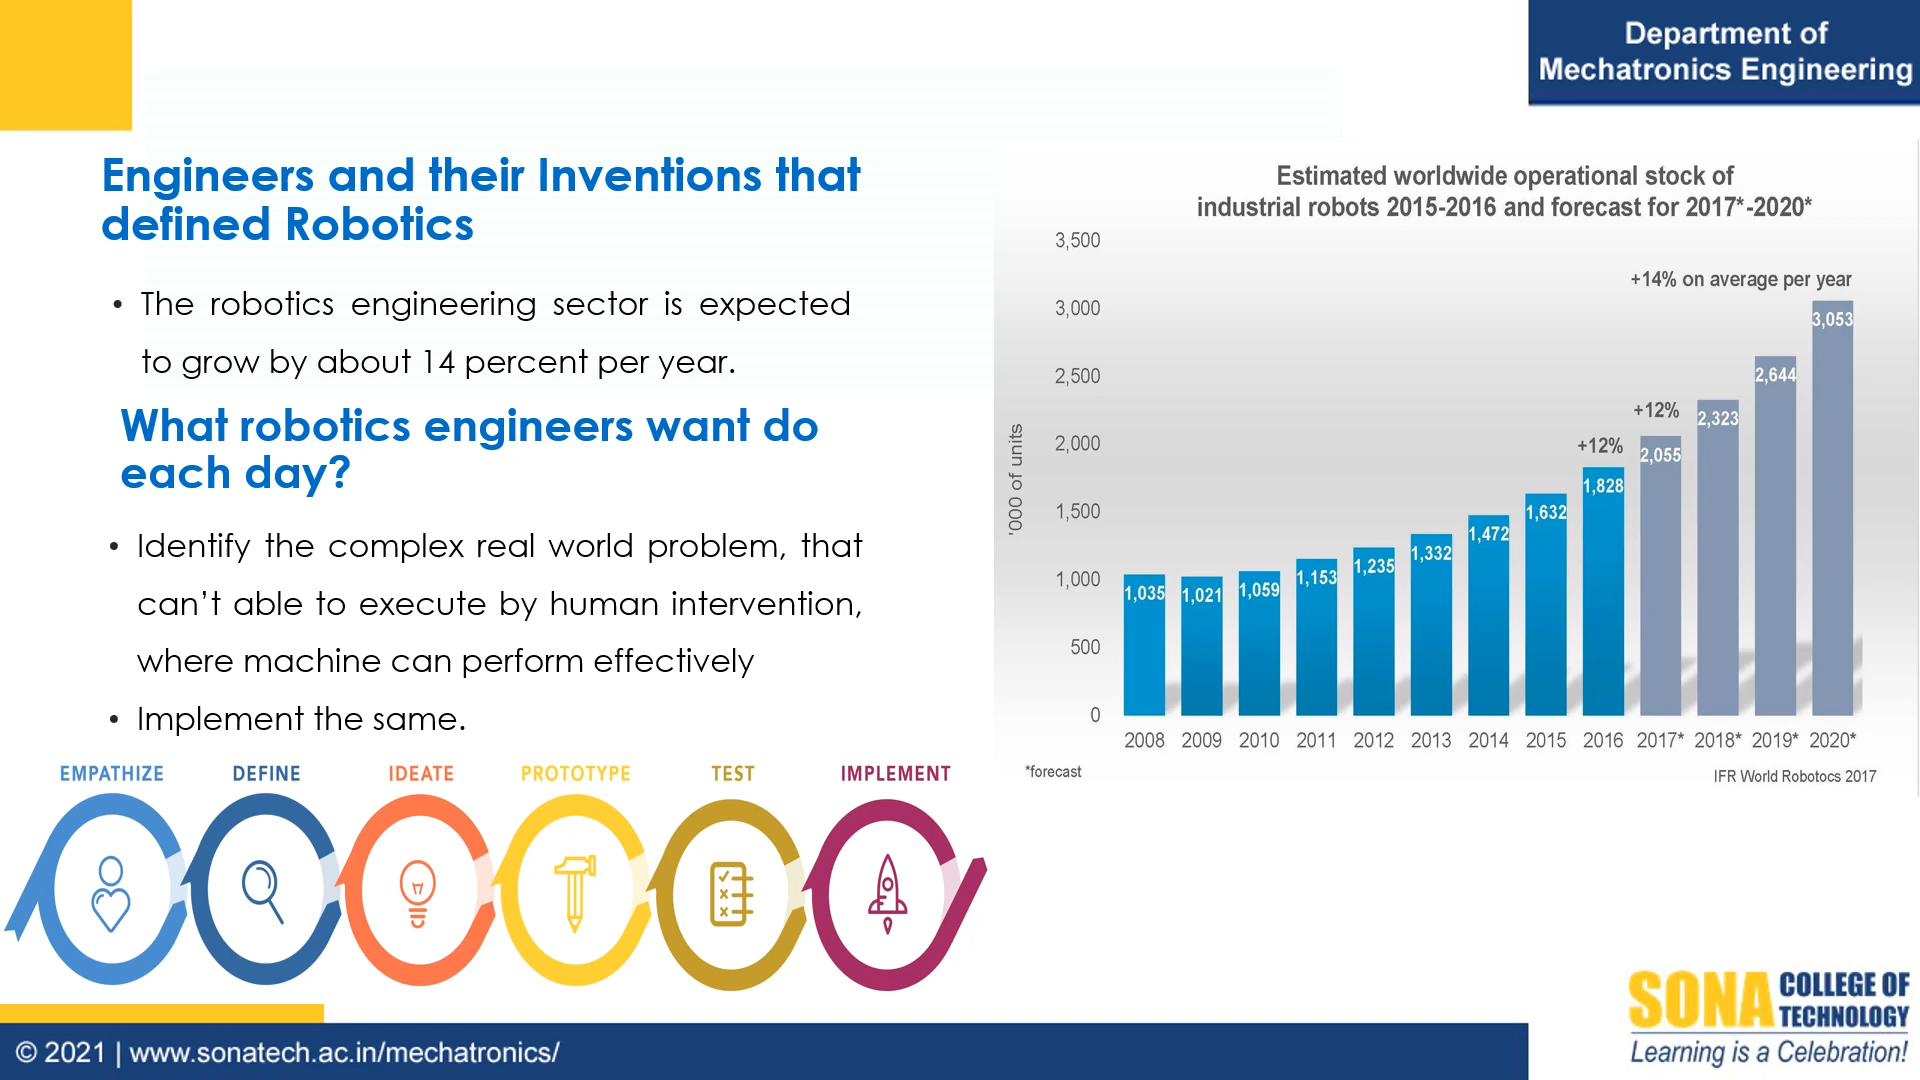 Department of
Mechatronics Engineering
Engineers and their Inventions that
defined Robotics
• The robotics engineering sector is expected
to grow by about 14 percent per year.
What robotics engineers want do
each day?
• Identify the complex real world problem, that
can’t able to execute by human intervention,
where machine can perform effectively
• Implement the same.
EMPATHIZE DEFINE IDEATE PROTOTYPE TEST IMPLEMENT
Estimated worldwide operational stock of
industrial robots 2015-2016 and forecast for 2017*-2020*
'000 of units
3,500
3,000
2,500
2,000
1,500
1,000
500
0
+14% on average per year
+12%
+12%
1,035 1,021 1,059 1,153 1,235 1,332 1,472 1,632 1,828 2,055 2,323 2,644 3,053
2008 2009 2010 2011 2012 2013 2014 2015 2016 2017* 2018* 2019* 2020*
*forecast
IFR World Robotocs 2017
SONA COLLEGE OF
TECHNOLOGY
Learning is a Celebration!
© 2021 | www.sonatech.ac.in/mechatronics/